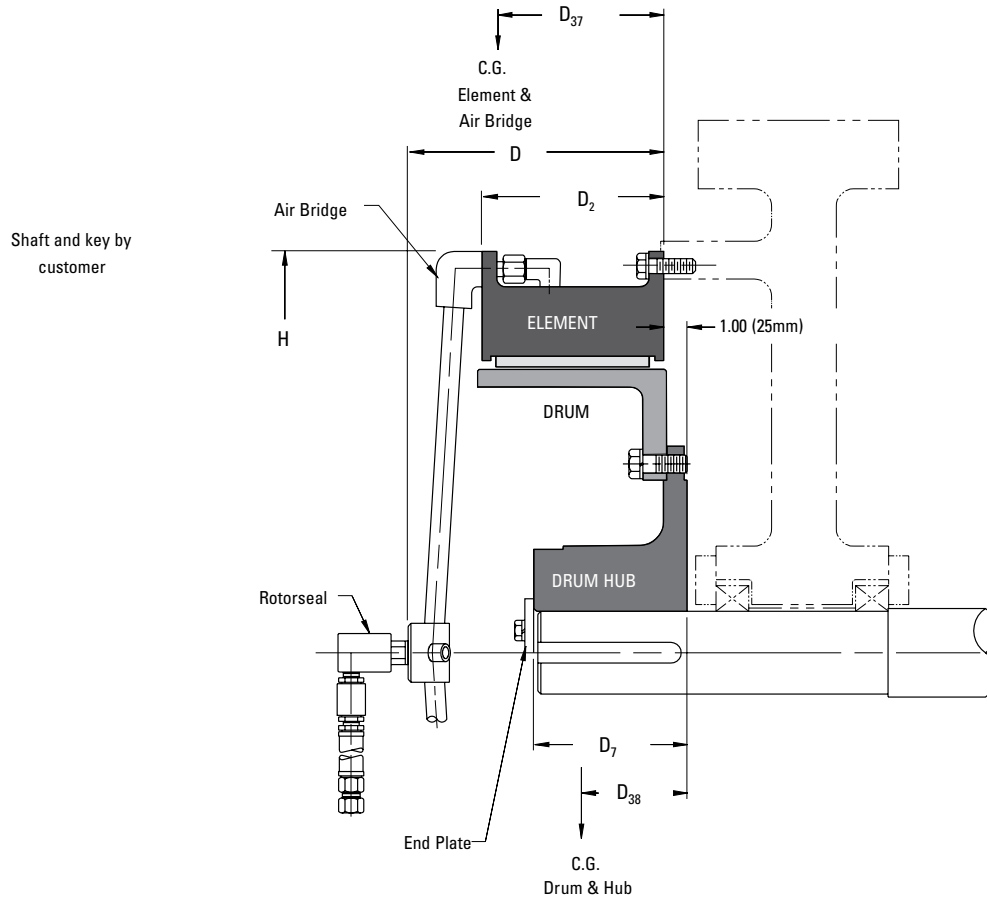 D37
C.G.
Element &
Air Bridge
D
D2
Air Bridge
Shaft and key by
customer
ELEMENT
1.00 (25mm)
H
DRUM
DRUM HUB
Rotorseal
D7
D38
End Plate
C.G.
Drum & Hub